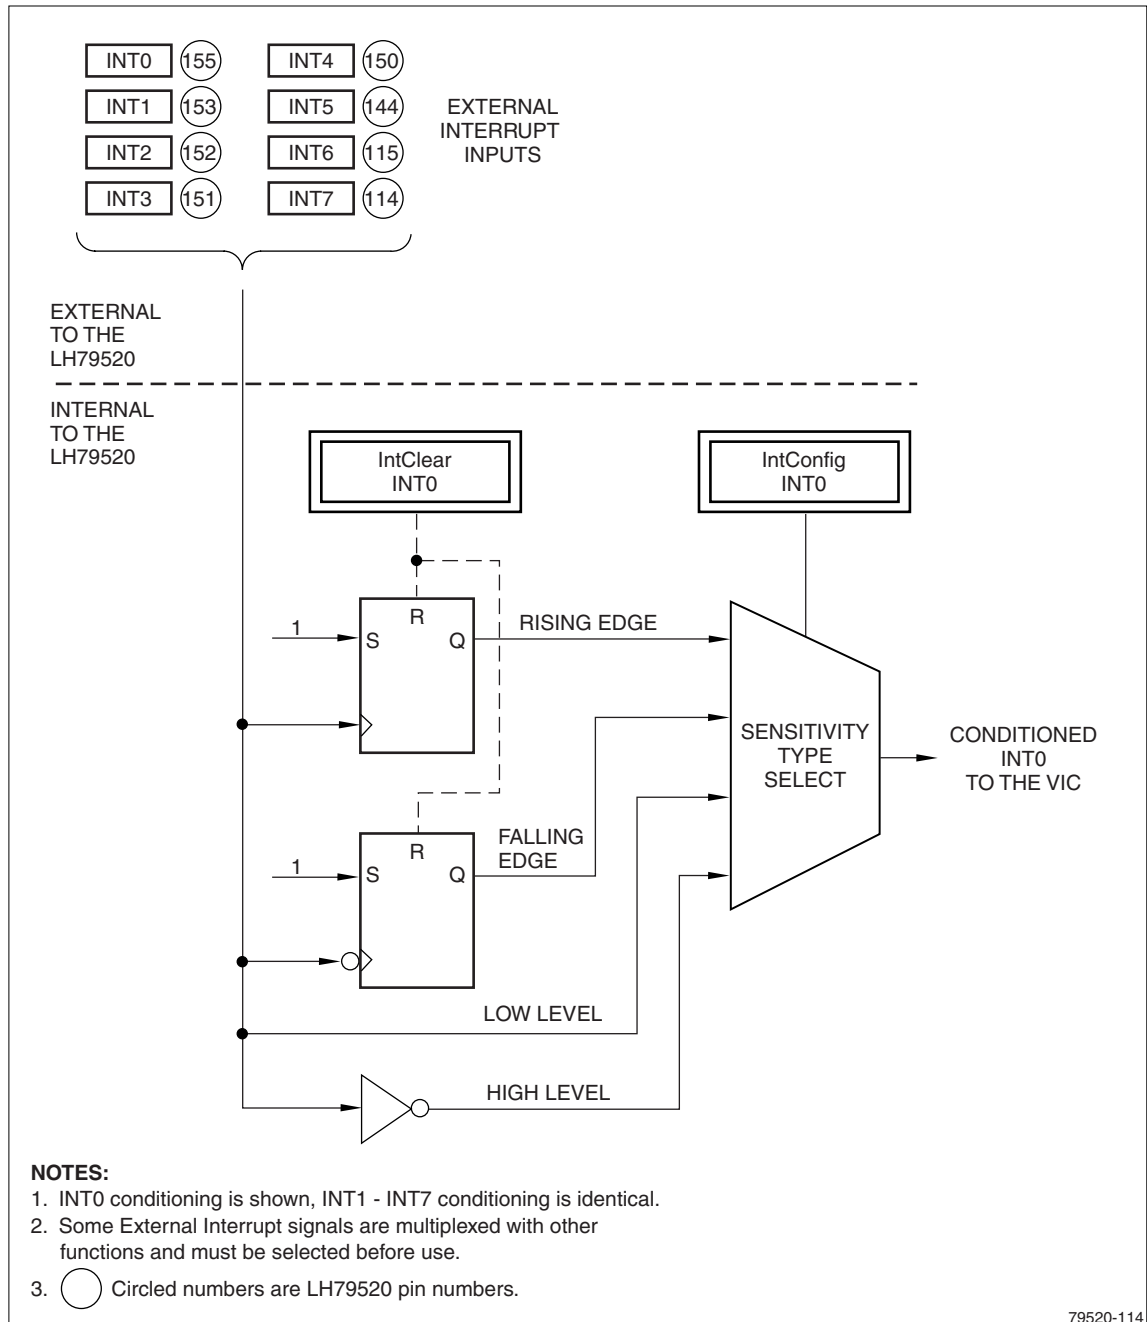 INT0 155 INT4 150
INT1 153 INT5 144
INT2 152 INT6 115
INT3 151 INT7 114
EXTERNAL
INTERRUPT
INPUTS
EXTERNAL
TO THE
LH79520
INTERNAL
TO THE
LH79520
IntClear
INT0
IntConfig
INT0
R
1
S
Q
RISING EDGE
SENSITIVITY
TYPE
SELECT
CONDITIONED
INT0
TO THE VIC
R
1
S
Q
FALLING
EDGE
LOW LEVEL
HIGH LEVEL
NOTES:
1. INT0 conditioning is shown, INT1 - INT7 conditioning is identical.
2. Some External Interrupt signals are multiplexed with other
functions and must be selected before use.
3. Circled numbers are LH79520 pin numbers.
79520-114